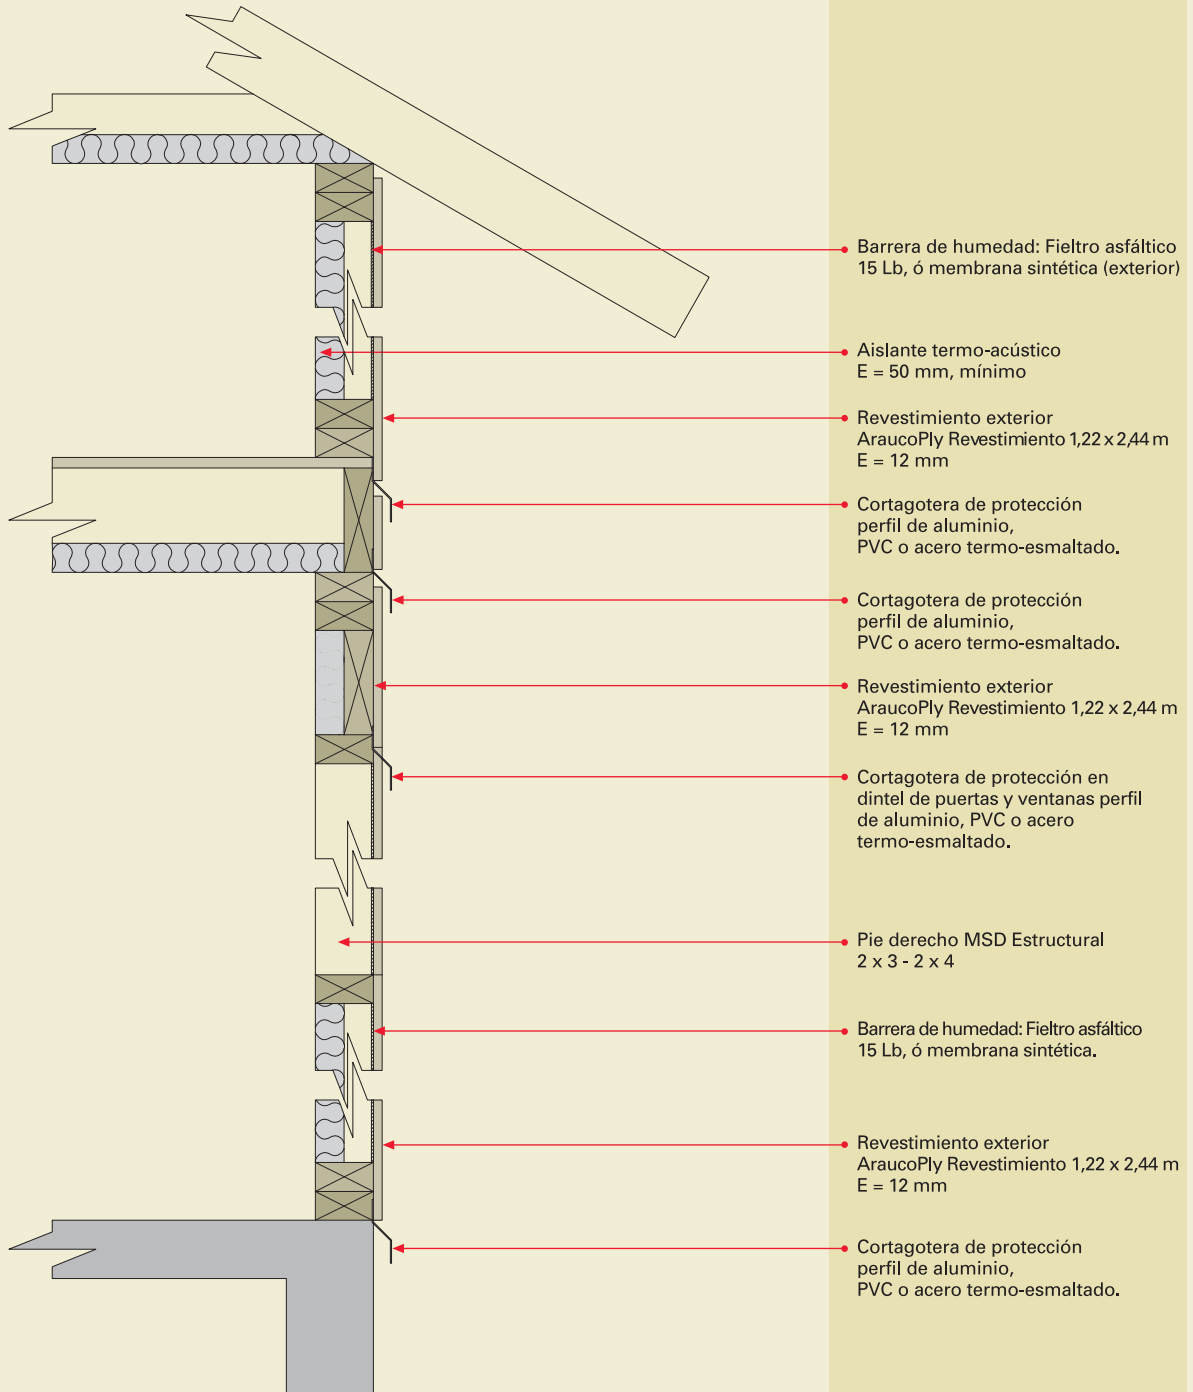 Barrera de humedad: Fieltro asfáltico
15 Lb, ó membrana sintética (exterior)
Aislante termo-acústico
E = 50 mm, mínimo
Revestimiento exterior
AraucoPly Revestimiento 1,22 x 2,44 m
E = 12 mm
Cortagotera de protección
perfil de aluminio,
PVC o acero termo-esmaltado.
Cortagotera de protección
perfil de aluminio,
PVC o acero termo-esmaltado.
Revestimiento exterior
AraucoPly Revestimiento 1,22 x 2,44 m
E = 12 mm
Cortagotera de protección en
dintel de puertas y ventanas perfil
de aluminio, PVC o acero
termo-esmaltado.
Pie derecho MSD Estructural
2 x 3 - 2 x 4
Barrera de humedad: Fieltro asfáltico
15 Lb, ó membrana sintética.
Revestimiento exterior
AraucoPly Revestimiento 1,22 x 2,44 m
E = 12 mm
Cortagotera de protección
perfil de aluminio,
PVC o acero termo-esmaltado.